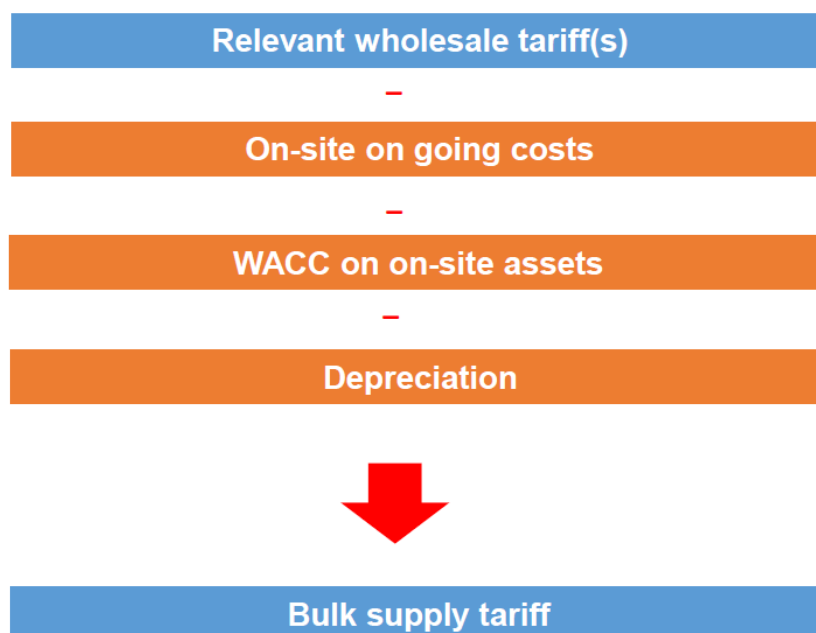 Relevant wholesale tariff(s)
–
On-site on going costs
–
WACC on on-site assets
–
Depreciation
Bulk supply tariff